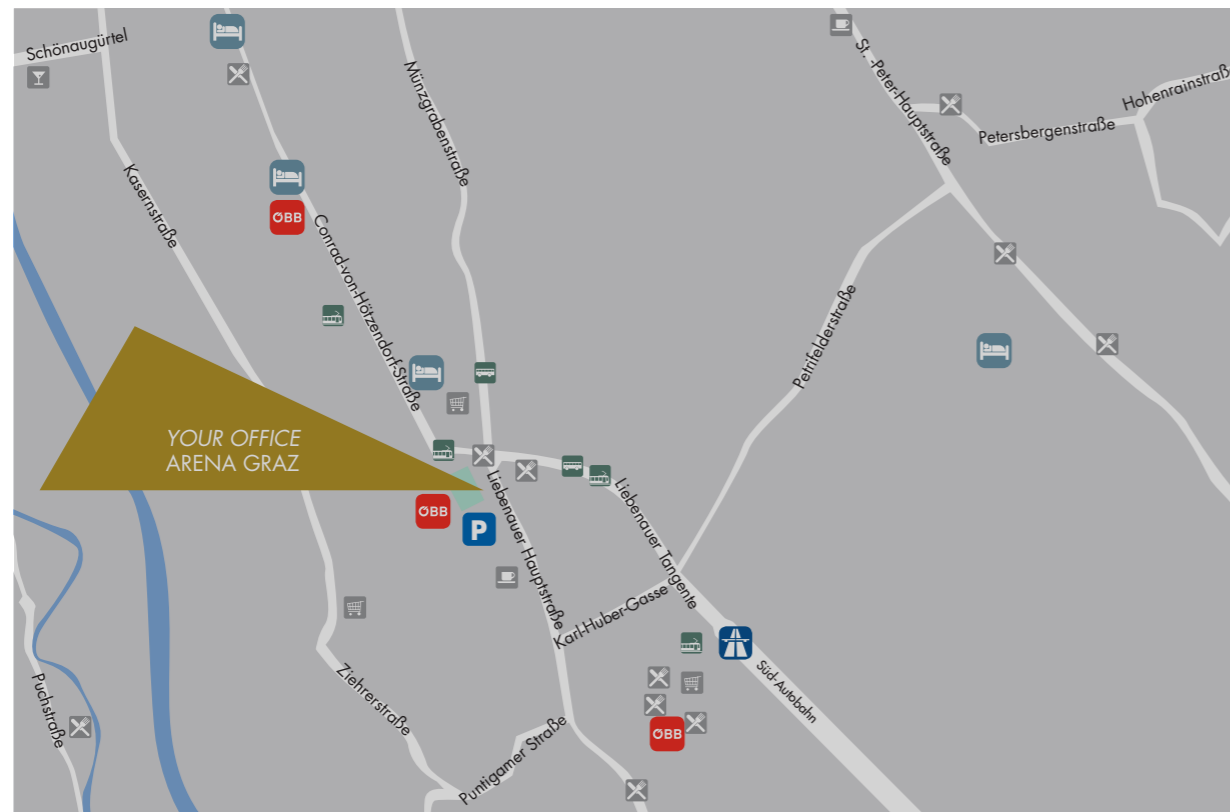 Schönaugürtel
Münzgrabenstraße
St. -Peter-Hauptstraße
Hohenrainstraß
Petersbergenstraße
Kasernstraße
ÖBB
Conrad-von-Hötzendorf-Straße
Petrifelderstraße
YOUR OFFICE
ARENA GRAZ
ÖBB
P
Liebenauer Hauptstraße
Liebenauer Tangente
Karl-Huber-Gasse
Süd-Autobahn
Ziehrerstraße
Puchstraße
Puntigamer Straße
ÖBB